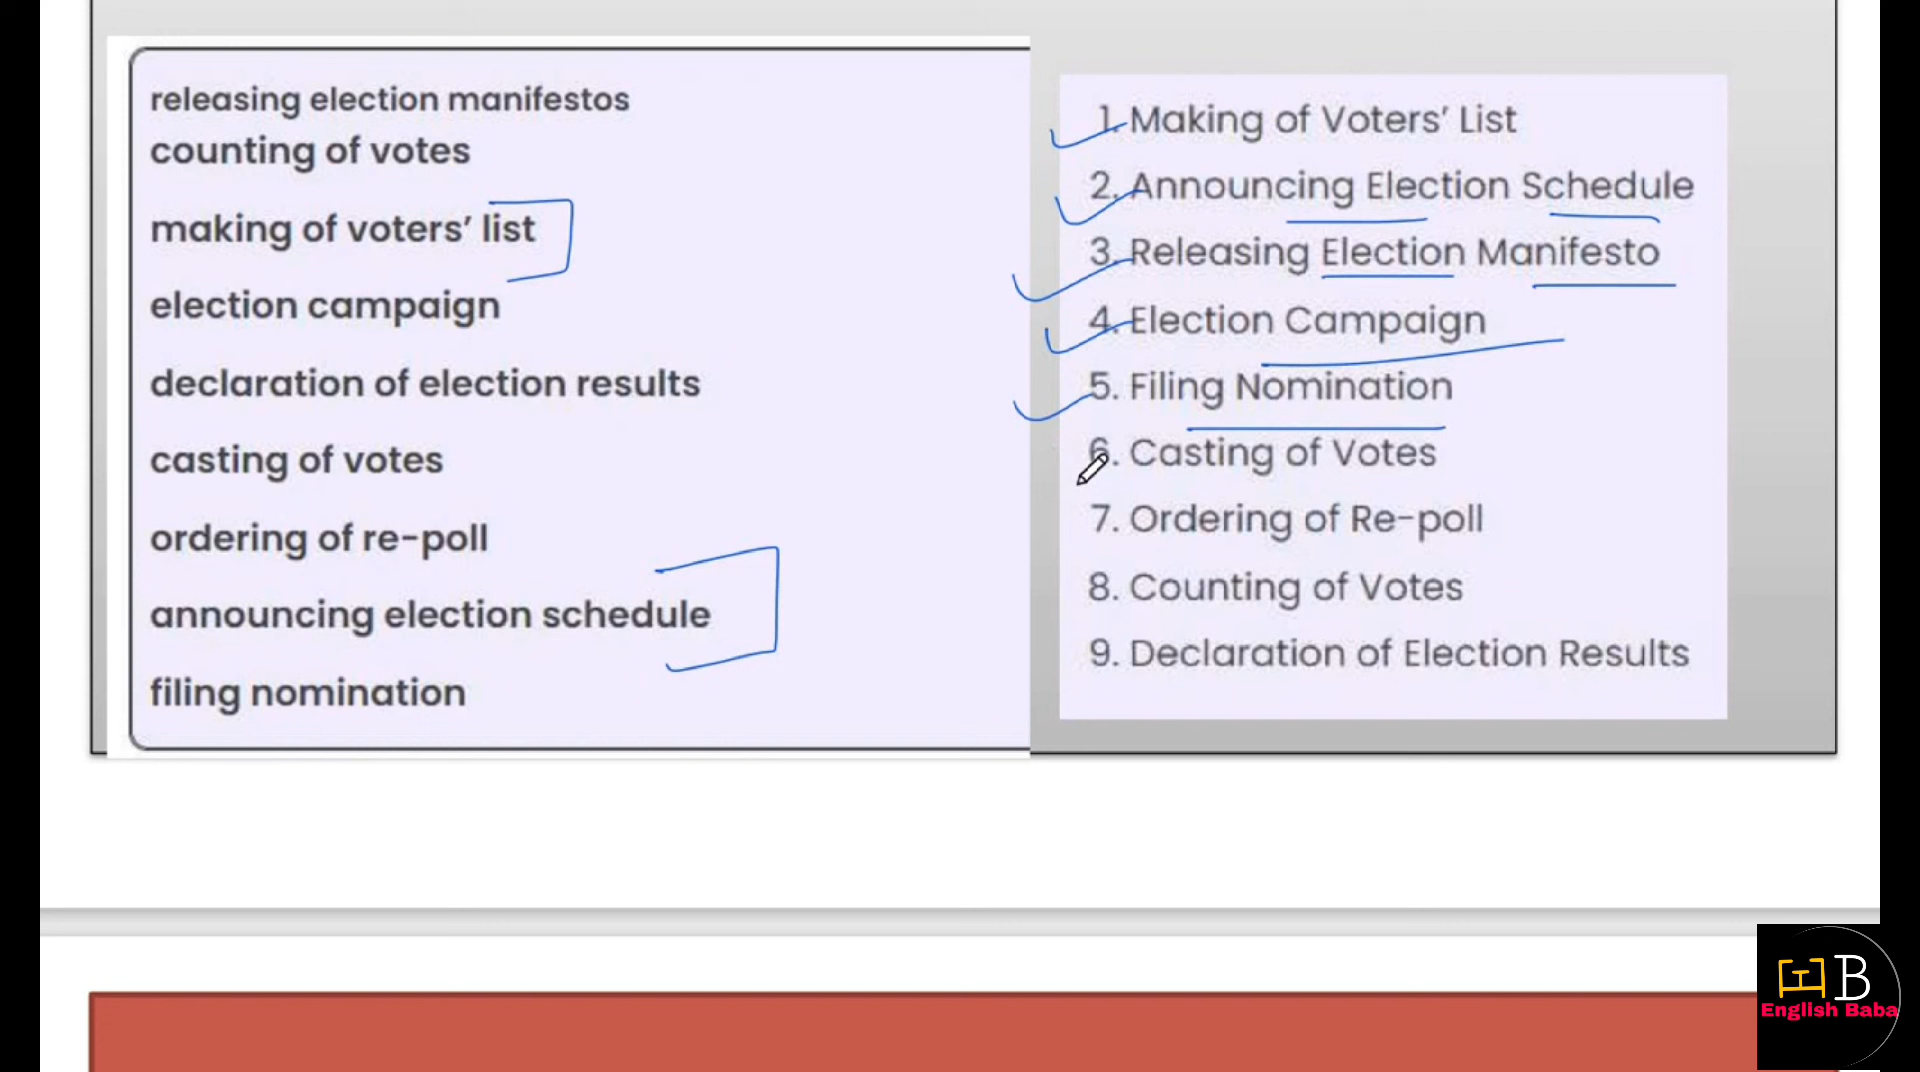 releasing election manifestos
counting of votes
making of voters’ list
election campaign
declaration of election results
casting of votes
ordering of re-poll
announcing election schedule
filing nomination
1. Making of Voters’ List
2. Announcing Election Schedule
3. Releasing Election Manifesto
4. Election Campaign
5. Filing Nomination
6. Casting of Votes
7. Ordering of Re-poll
8. Counting of Votes
9. Declaration of Election Results
EB
English Baba